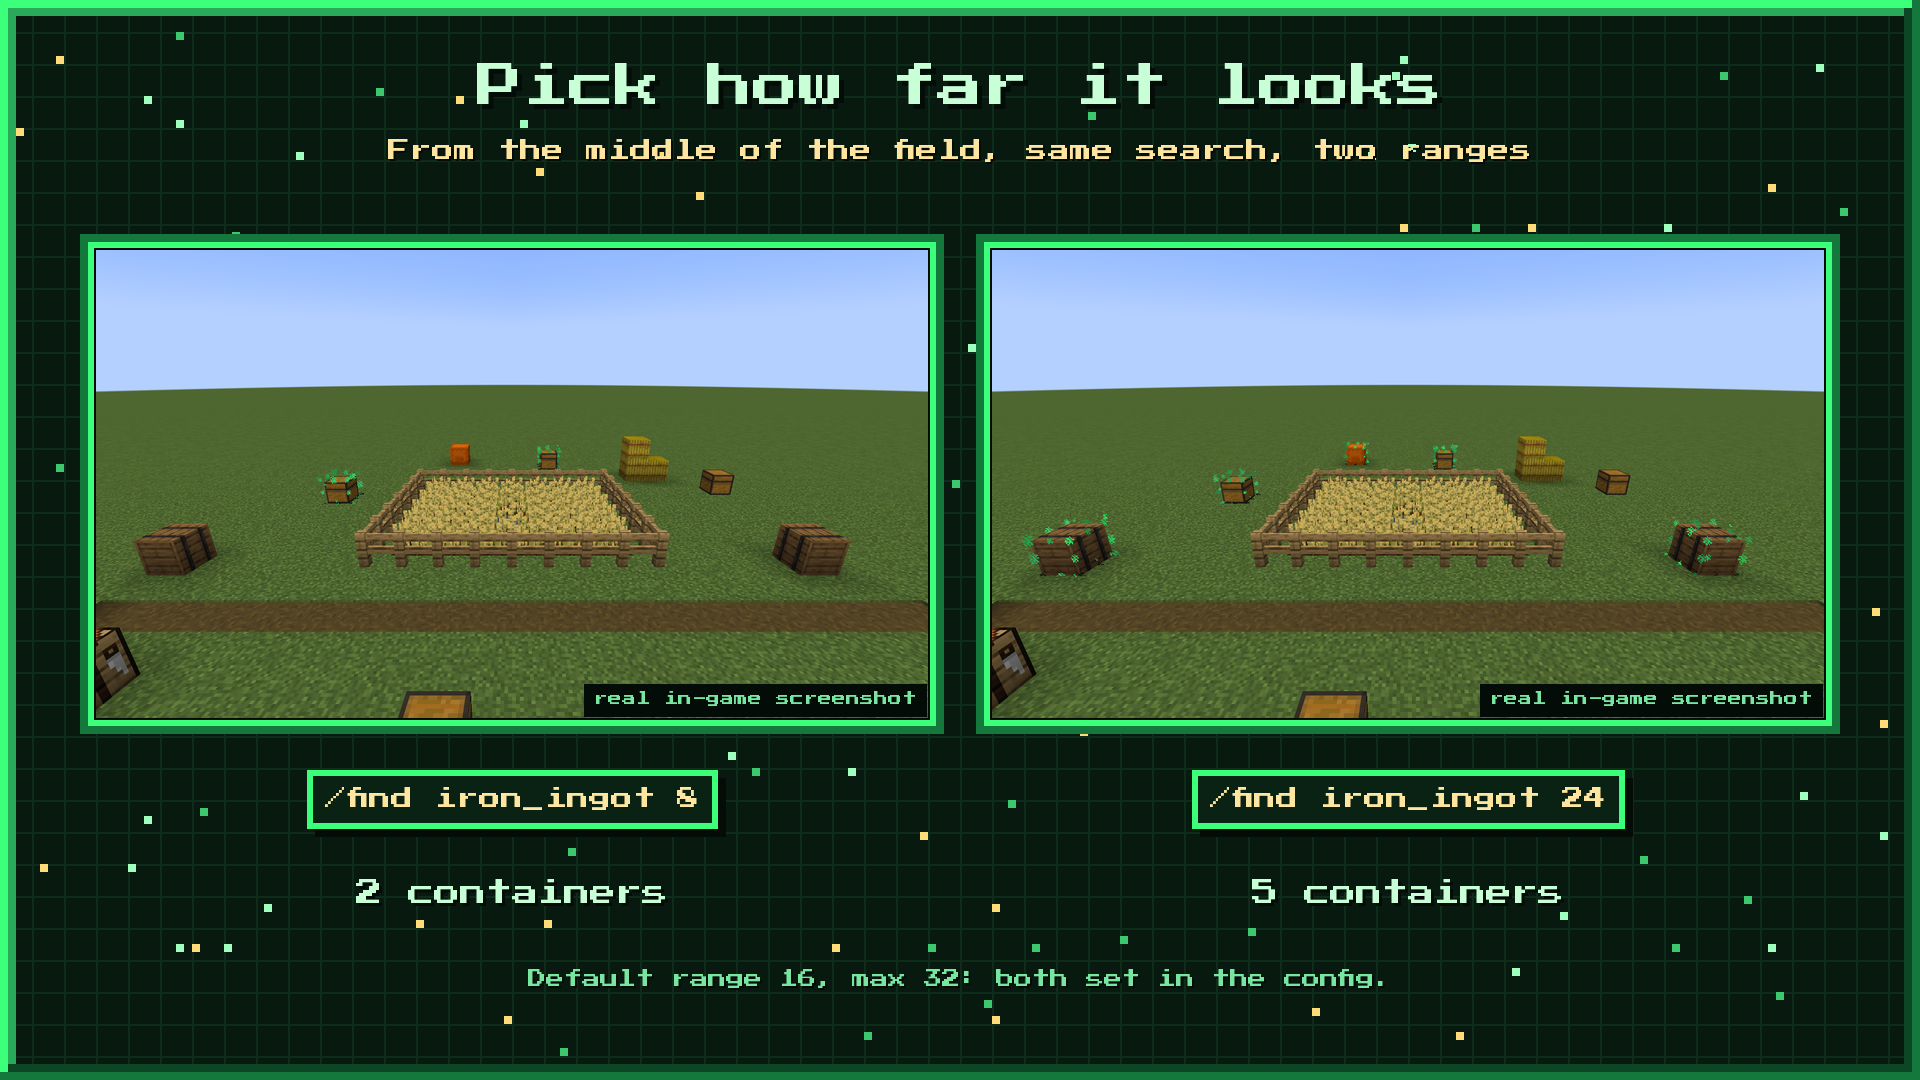 Pick how far it looks
From the middle of the field, same search, two ranges
real in-game screenshot
real in-game screenshot
/find iron_ingot 8
/find iron_ingot 24
2 containers
5 containers
Default range 16, max 32: both set in the config.